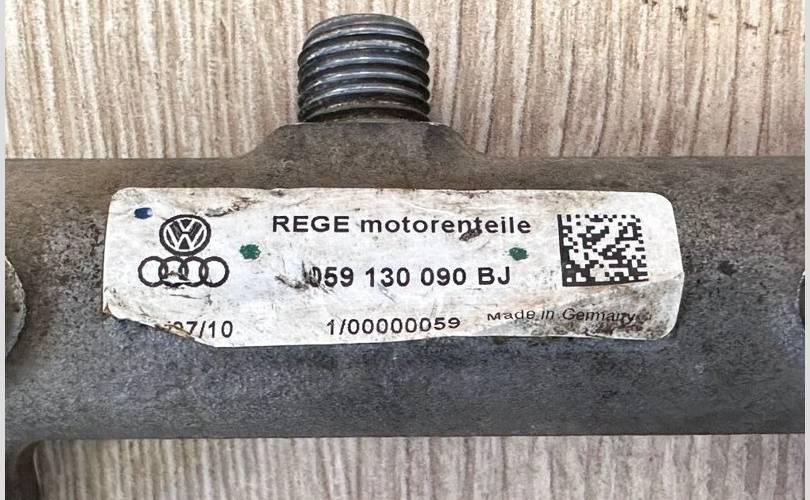 REGE motorenteile
059 130 090 BJ
07/10
1/00000059
Made in Germany